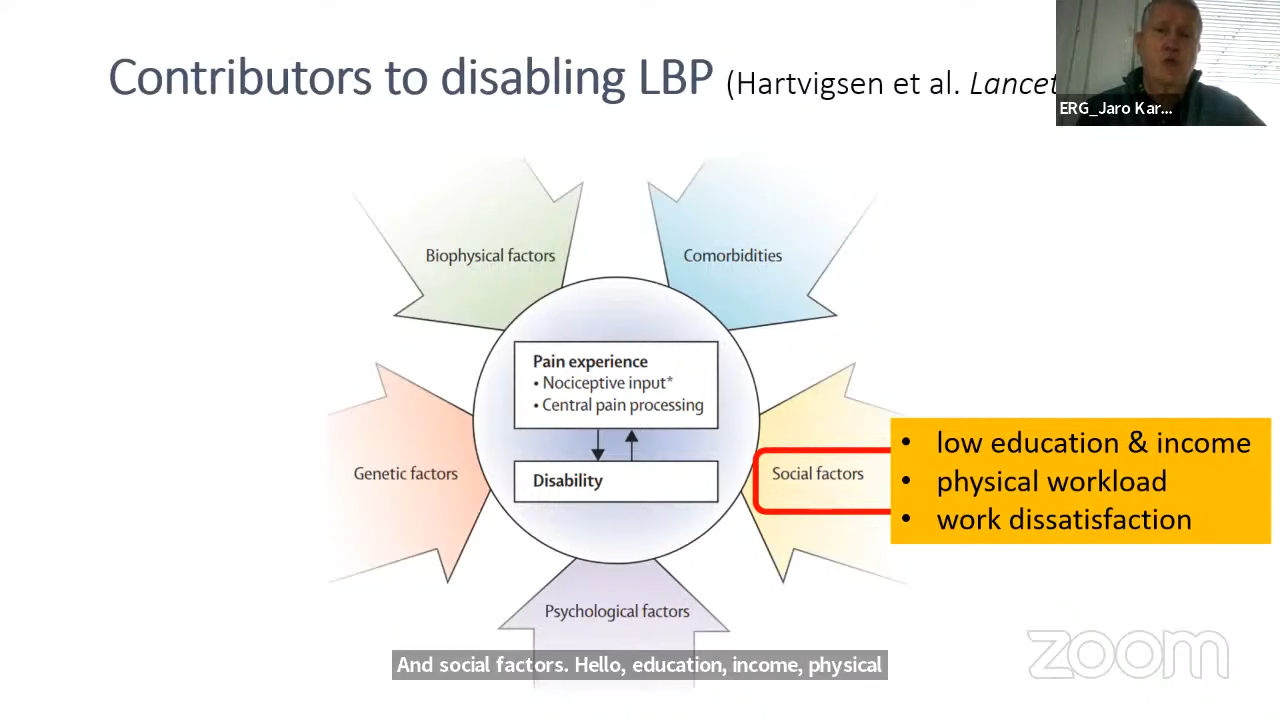 Contributors to disabling LBP (Hartvigsen et al. Lancet
ERG_Jaro Kar...
Biophysical factors
Comorbidities
Pain experience
• Nociceptive input*
• Central pain processing
Disability
Genetic factors
Social factors
• low education & income
• physical workload
• work dissatisfaction
Psychological factors
And social factors. Hello, education, income, physical
zoom